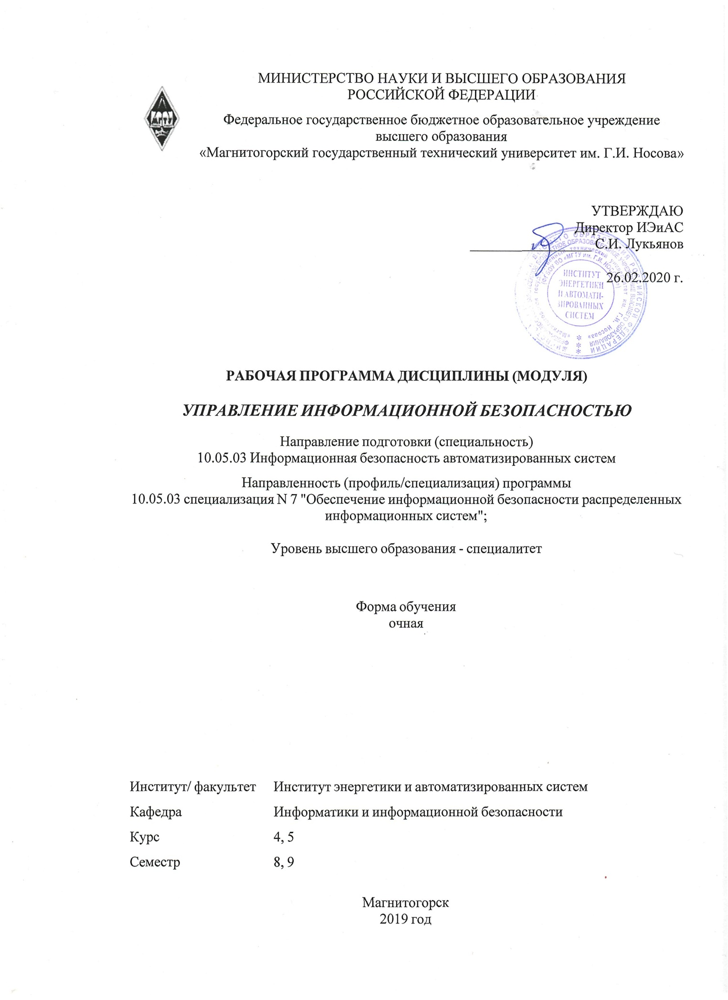 МИНИСТЕРСТВО НАУКИ И ВЫСШЕГО ОБРАЗОВАНИЯ
РОССИЙСКОЙ ФЕДЕРАЦИИ
МГТУ
Федеральное государственное бюджетное образовательное учреждение
высшего образования
«Магнитогорский государственный технический университет им. Г.И. Носова»
УТВЕРЖДАЮ
Директор ИЭиАС
С.И. Лукьянов
26.02.2020 г.
ИНСТИТУТ
ЭНЕРГЕТИКИ
И АВТОМАТИ-
ЗИРОВАННЫХ
СИСТЕМ
РАБОЧАЯ ПРОГРАММА ДИСЦИПЛИНЫ (МОДУЛЯ)
УПРАВЛЕНИЕ ИНФОРМАЦИОННОЙ БЕЗОПАСНОСТЬЮ
Направление подготовки (специальность)
10.05.03 Информационная безопасность автоматизированных систем
Направленность (профиль/специализация) программы
10.05.03 специализация N 7 "Обеспечение информационной безопасности распределенных
информационных систем";
Уровень высшего образования - специалитет
Форма обучения
очная
Институт/ факультет Институт энергетики и автоматизированных систем
Кафедра Информатики и информационной безопасности
Курс 4, 5
Семестр 8, 9
Магнитогорск
2019 год